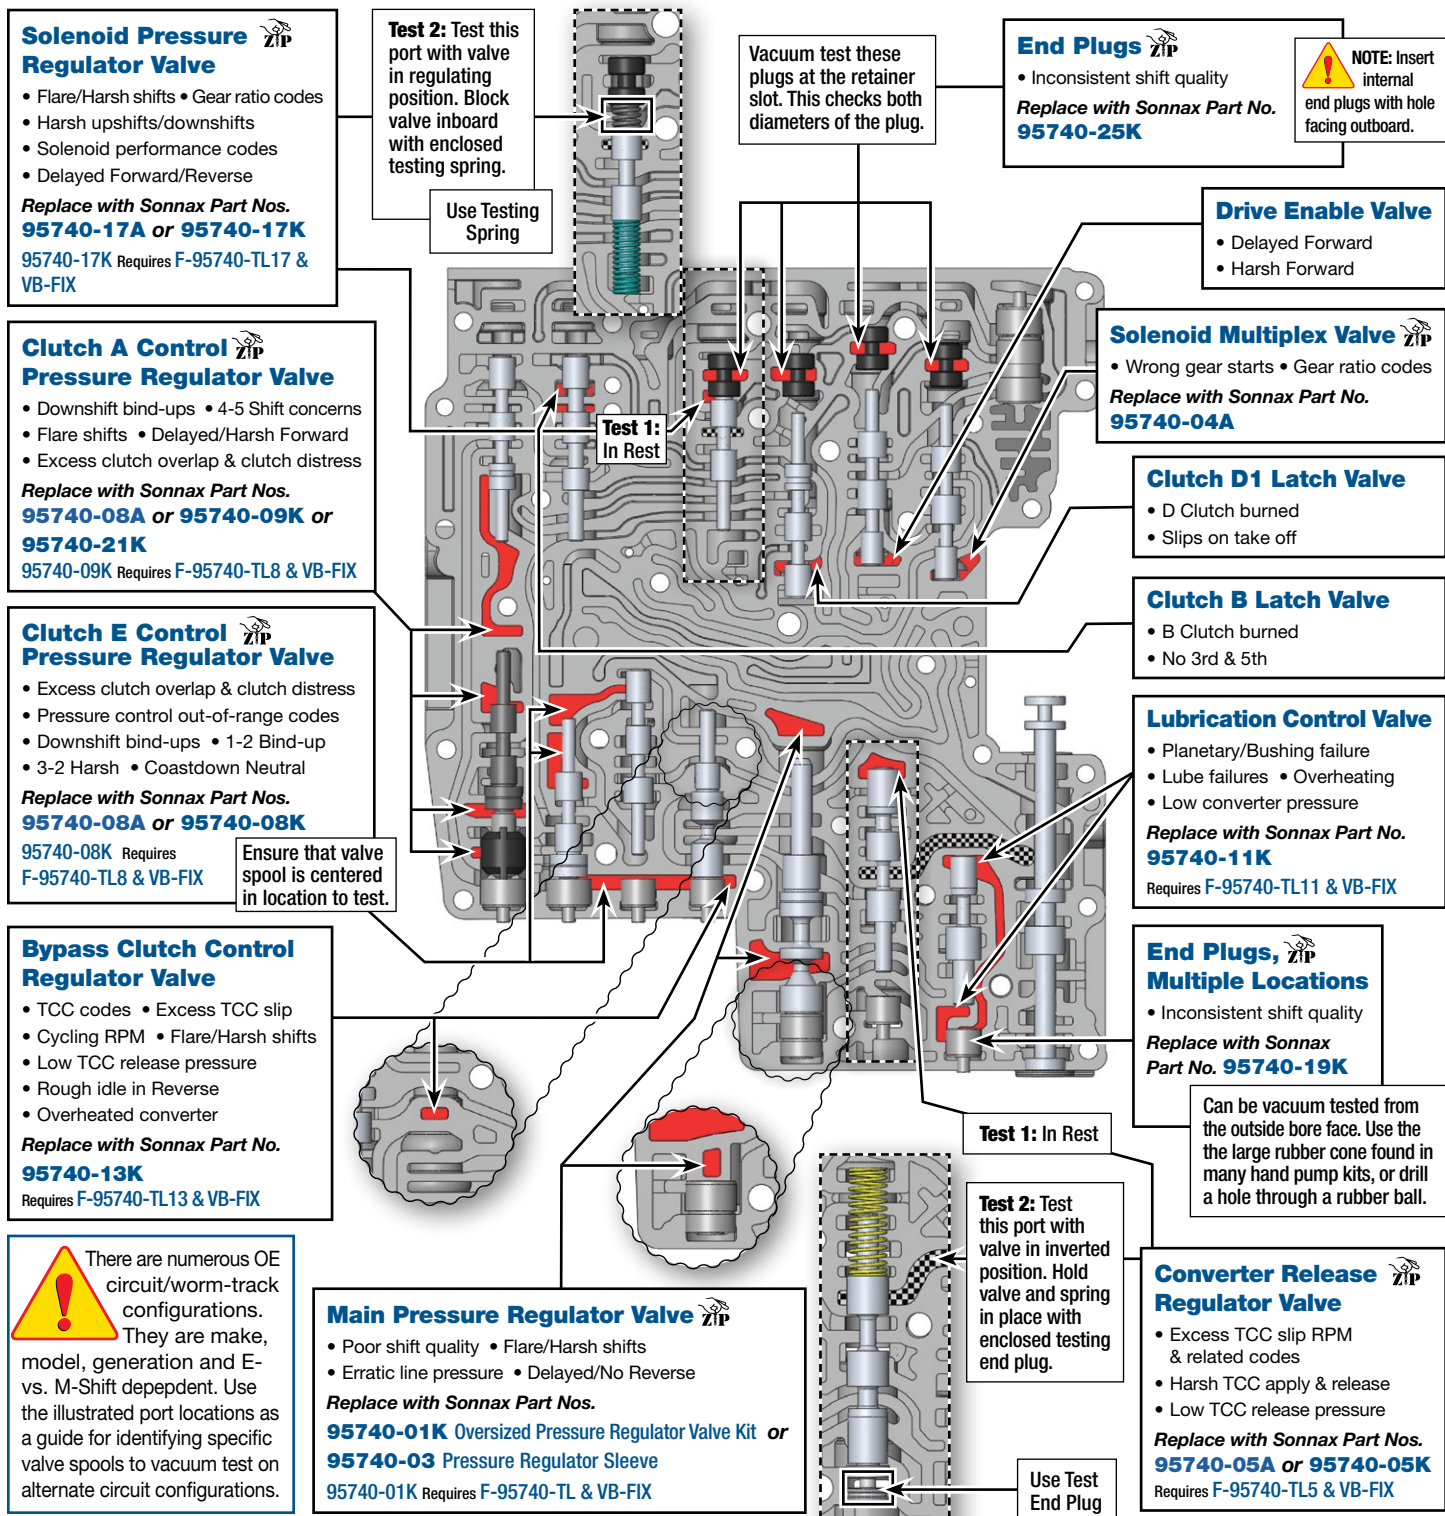 Solenoid Pressure ZIP
Regulator Valve
• Flare/Harsh shifts • Gear ratio codes
• Harsh upshifts/downshifts
• Solenoid performance codes
• Delayed Forward/Reverse
Replace with Sonnax Part Nos.
95740-17A or 95740-17K
95740-17K Requires F-95740-TL17 &
VB-FIX
Test 2: Test this
port with valve
in regulating
position. Block
valve inboard
with enclosed
testing spring.
Use Testing
Spring
Vacuum test these
plugs at the retainer
slot. This checks both
diameters of the plug.
End Plugs ZIP
• Inconsistent shift quality
Replace with Sonnax Part No.
95740-25K
NOTE: Insert
internal
end plugs with hole
facing outboard.
Drive Enable Valve
• Delayed Forward
• Harsh Forward
Solenoid Multiplex Valve ZIP
• Wrong gear starts • Gear ratio codes
Replace with Sonnax Part No.
95740-04A
Clutch A Control ZIP
Pressure Regulator Valve
• Downshift bind-ups • 4-5 Shift concerns
• Flare shifts • Delayed/Harsh Forward
• Excess clutch overlap & clutch distress
Replace with Sonnax Part Nos.
95740-08A or 95740-09K or
95740-21K
95740-09K Requires F-95740-TL8 & VB-FIX
Test 1:
In Rest
Clutch D1 Latch Valve
• D Clutch burned
• Slips on take off
Clutch B Latch Valve
• B Clutch burned
• No 3rd & 5th
Clutch E Control ZIP
Pressure Regulator Valve
• Excess clutch overlap & clutch distress
• Pressure control out-of-range codes
• Downshift bind-ups • 1-2 Bind-up
• 3-2 Harsh • Coastdown Neutral
Replace with Sonnax Part Nos.
95740-08A or 95740-08K
95740-08K Requires
F-95740-TL8 & VB-FIX
Ensure that valve
spool is centered
in location to test.
Lubrication Control Valve
• Planetary/Bushing failure
• Lube failures • Overheating
• Low converter pressure
Replace with Sonnax Part No.
95740-11K
Requires F-95740-TL11 & VB-FIX
Bypass Clutch Control
Regulator Valve
• TCC codes • Excess TCC slip
• Cycling RPM • Flare/Harsh shifts
• Low TCC release pressure
• Rough idle in Reverse
• Overheated converter
Replace with Sonnax Part No.
95740-13K
Requires F-95740-TL13 & VB-FIX
End Plugs, ZIP
Multiple Locations
• Inconsistent shift quality
Replace with Sonnax
Part No. 95740-19K
Can be vacuum tested from
the outside bore face. Use the
the large rubber cone found in
many hand pump kits, or drill
a hole through a rubber ball.
Test 1: In Rest
Test 2: Test
this port with
valve in inverted
position. Hold
valve and spring
in place with
enclosed testing
end plug.
Use Test
End Plug
There are numerous OE
circuit/worm-track
configurations.
They are make,
model, generation and E-
vs. M-Shift depepdent. Use
the illustrated port locations as
a guide for identifying specific
valve spools to vacuum test on
alternate circuit configurations.
Main Pressure Regulator Valve ZIP
• Poor shift quality • Flare/Harsh shifts
• Erratic line pressure • Delayed/No Reverse
Replace with Sonnax Part Nos.
95740-01K Oversized Pressure Regulator Valve Kit or
95740-03 Pressure Regulator Sleeve
95740-01K Requires F-95740-TL & VB-FIX
Converter Release ZIP
Regulator Valve
• Excess TCC slip RPM
& related codes
• Harsh TCC apply & release
• Low TCC release pressure
Replace with Sonnax Part Nos.
95740-05A or 95740-05K
Requires F-95740-TL5 & VB-FIX